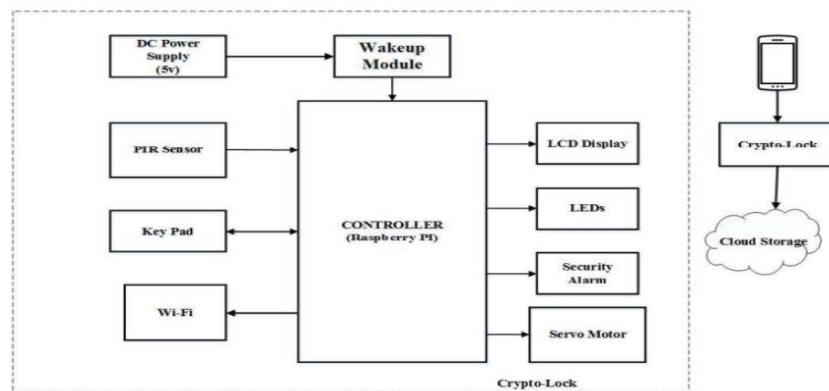 DC Power
Supply
(5v)
Wakeup
Module
PIR Sensor
LCD Display
Crypto-Lock
Key Pad
CONTROLLER
(Raspberry PI)
LEDs
Cloud Storage
Security
Alarm
Wi-Fi
Servo Motor
Crypto-Lock